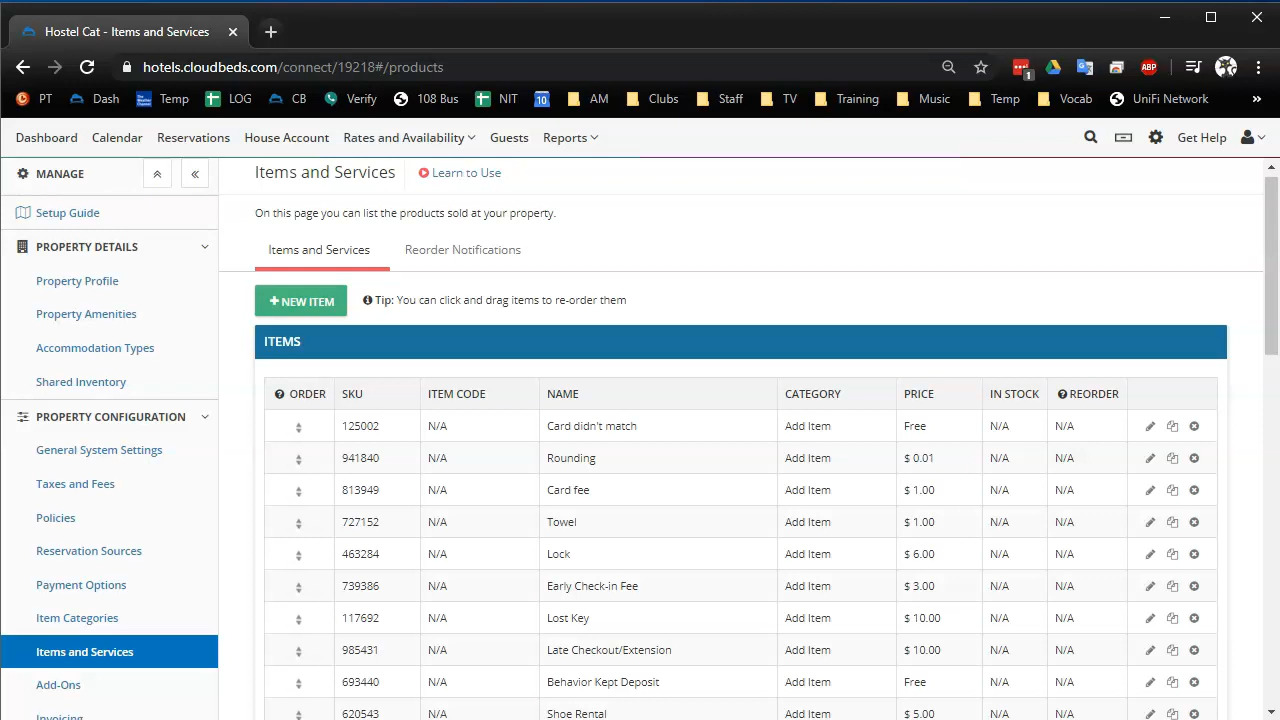 Hostel Cat - Items and Services
hotels.cloudbeds.com/connect/19218#/products
1 ABP
PT Dash Temp LOG CB Verify 108 Bus NIT 10 AM Clubs Staff TV Training Music Temp Vocab UniFi Network »
Dashboard Calendar Reservations House Account Rates and Availability Guests Reports Get Help
MANAGE
Items and Services Learn to Use
Setup Guide
On this page you can list the products sold at your property.
PROPERTY DETAILS
Items and Services Reorder Notifications
Property Profile
+ NEW ITEM Tip: You can click and drag items to re-order them
Property Amenities
ITEMS
Accommodation Types
Shared Inventory
ORDER SKU ITEM CODE NAME CATEGORY PRICE IN STOCK REORDER
PROPERTY CONFIGURATION
125002 N/A Card didn't match Add Item Free N/A N/A
General System Settings
941840 N/A Rounding Add Item $ 0.01 N/A N/A
Taxes and Fees
813949 N/A Card fee Add Item $ 1.00 N/A N/A
Policies
727152 N/A Towel Add Item $ 1.00 N/A N/A
Reservation Sources
463284 N/A Lock Add Item $ 6.00 N/A N/A
Payment Options
739386 N/A Early Check-in Fee Add Item $ 3.00 N/A N/A
Item Categories
117692 N/A Lost Key Add Item $ 10.00 N/A N/A
Items and Services
985431 N/A Late Checkout/Extension Add Item $ 10.00 N/A N/A
Add-Ons
693440 N/A Behavior Kept Deposit Add Item Free N/A N/A
Invoicing
620543 N/A Shoe Rental Add Item $ 5.00 N/A N/A